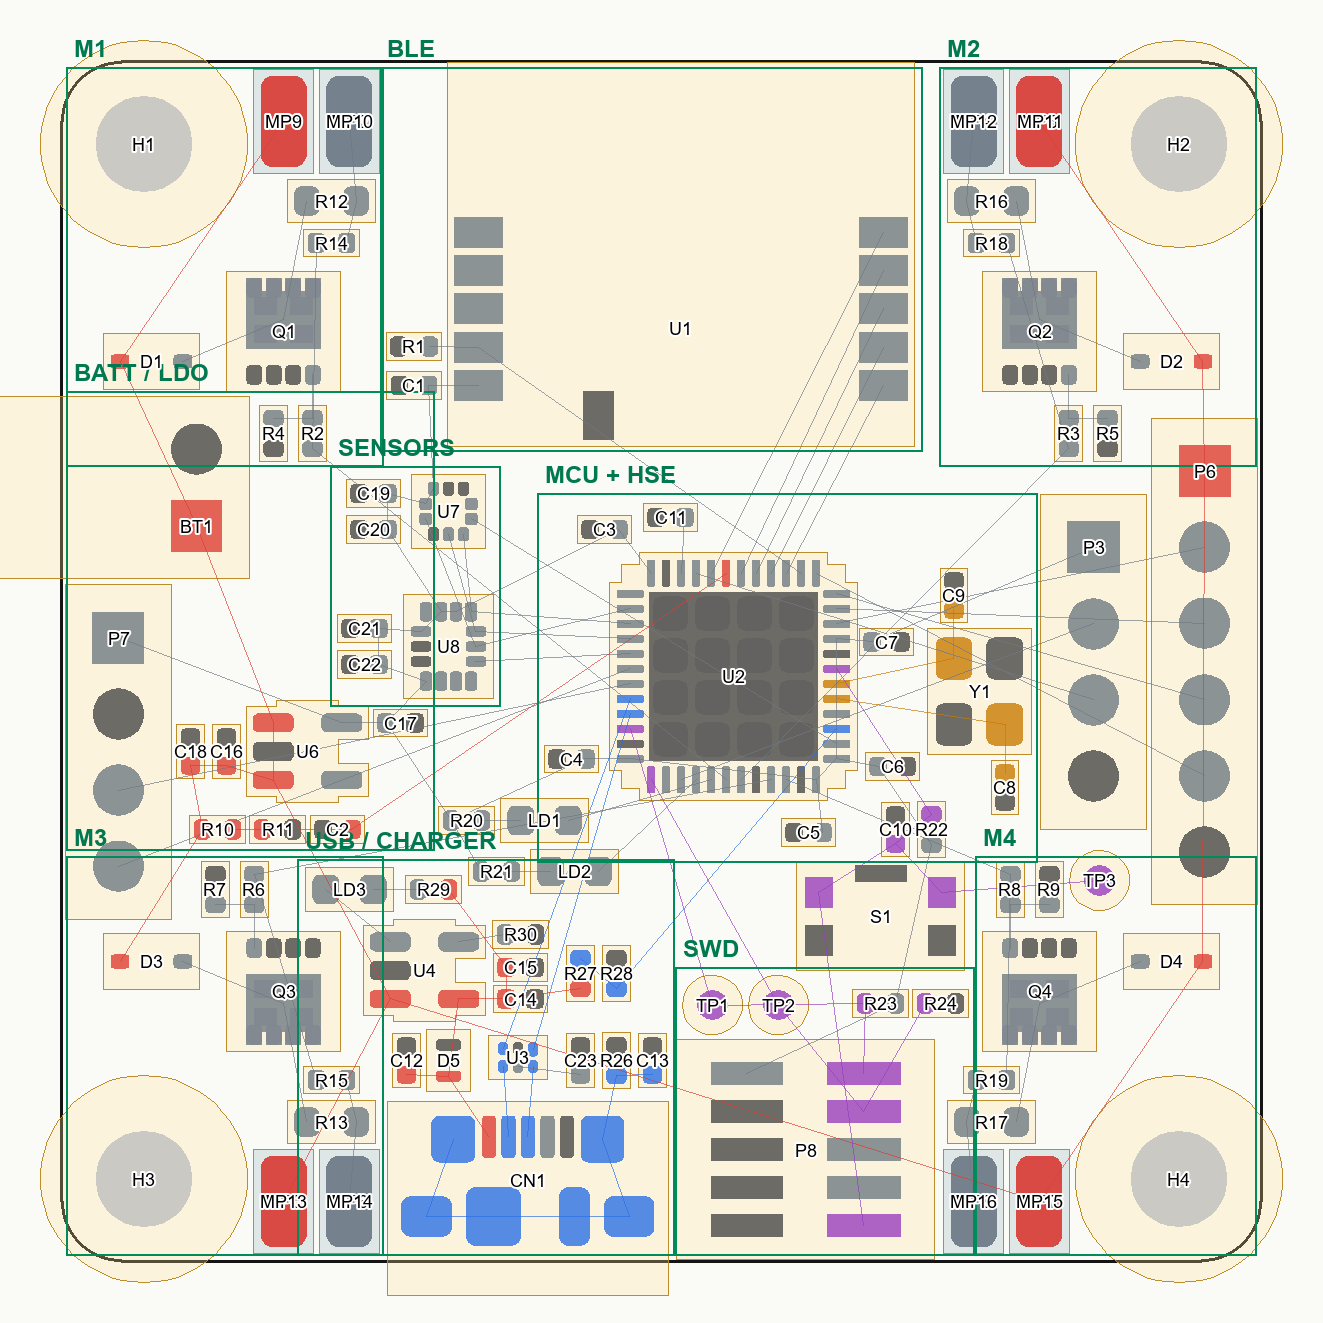 M1 BLE M2
MP9 MP10 MP12 MP11
H1 H2
R12 R16
R14 R18
Q1 U1 Q2
D1 R1 D2
BATT / LDO
C1
R4 R2 R3 R5
SENSORS
MCU + HSE P6
C19 U7 C11
BT1 C20 C3 P3
C9
C21 C7
P7 U8
C22 U2 Y1
C17
C18 C16 U6 C4 C6
C8
R20 LD1
R10 R11 C2 C5 C10 R22
M3 USB / CHARGER M4
R21 LD2 TP3
R7 R6 LD3 R29 R8 R9
S1
R30
SWD
D3 U4 C15 R27 R28 D4
Q3 C14 TP1 TP2 R23 R24 Q4
C12 D5 U3 C23 R26 C13
R15 R19
R13 R17
P8
H3 CN1 H4
MP13 MP14 MP16 MP15